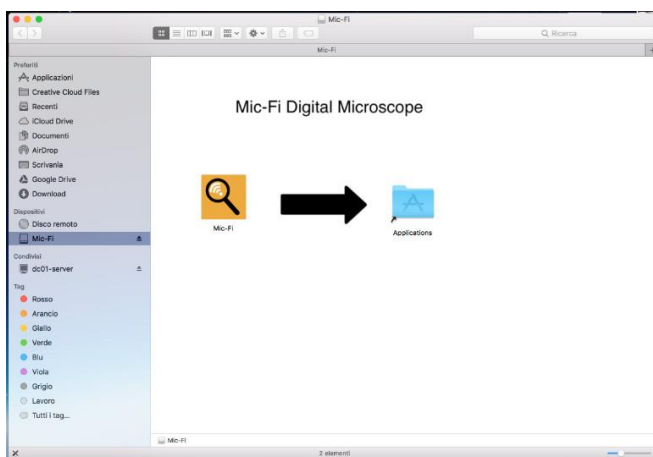 Mic-Fi
Ricerca
Mic-Fi
Preferiti
Applicazioni
Creative Cloud Files
Recenti
iCloud Drive
Documenti
AirDrop
Scrivania
Google Drive
Download
Dispositivi
Disco remoto
Mic-Fi
Condivisi
dc01-server
Tag
Rosso
Arancio
Giallo
Verde
Blu
Viola
Grigio
Lavoro
Tutti i tag...
Mic-Fi Digital Microscope
Mic-Fi
Applications
Mic-Fi
2 elementi